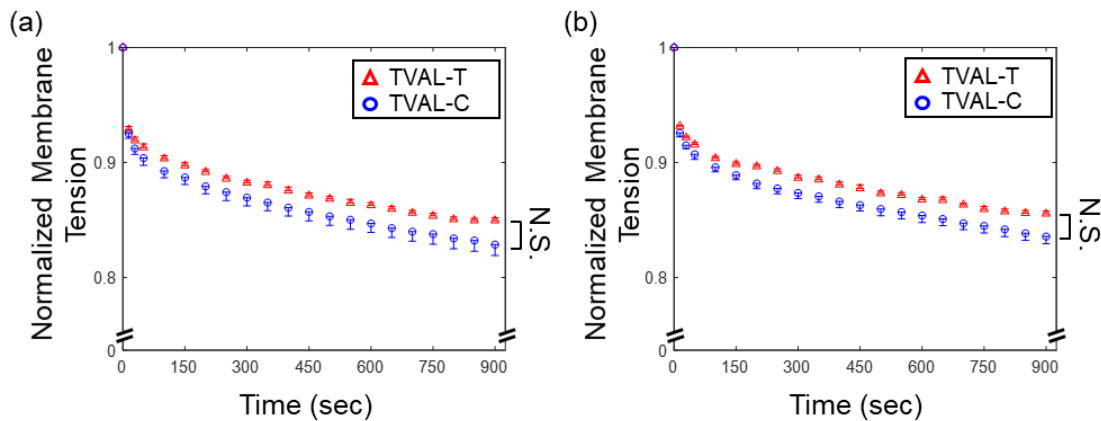 (a)
Normalized Membrane
Tension
1
0.9
0.8
0
TVAL-T
TVAL-C
N.S.
0 150 300 450 600 750 900
Time (sec)
(b)
Normalized Membrane
Tension
1
0.9
0.8
0
TVAL-T
TVAL-C
N.S.
0 150 300 450 600 750 900
Time (sec)